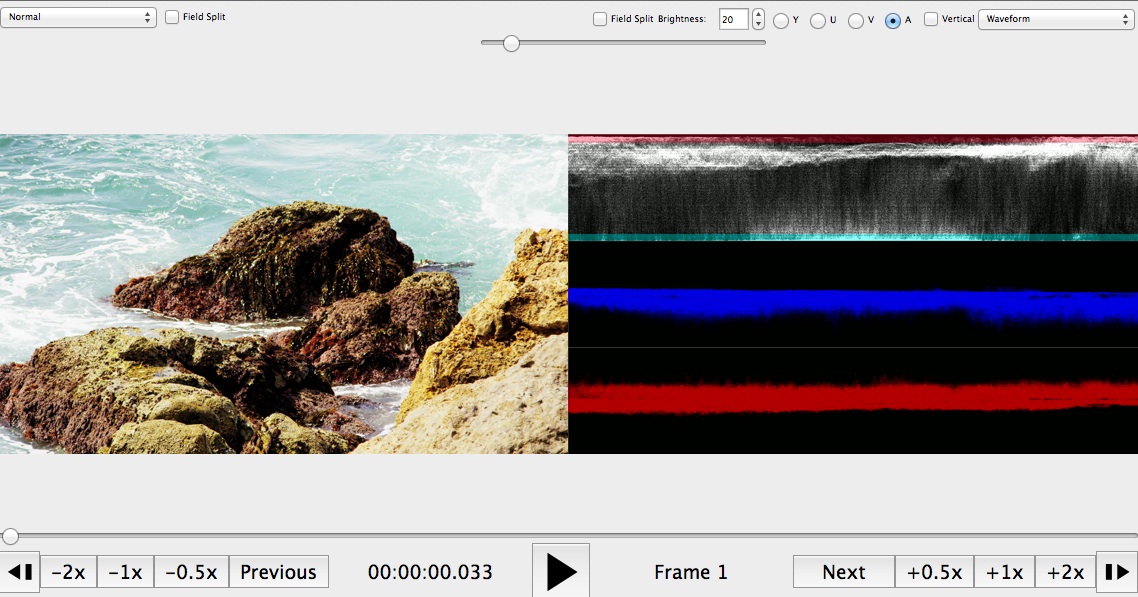 Normal Field Split Field Split Brightness: 20 Y U V A Vertical Waveform
-2x -1x -0.5x Previous 00:00:00.033 Frame 1 Next +0.5x +1x +2x